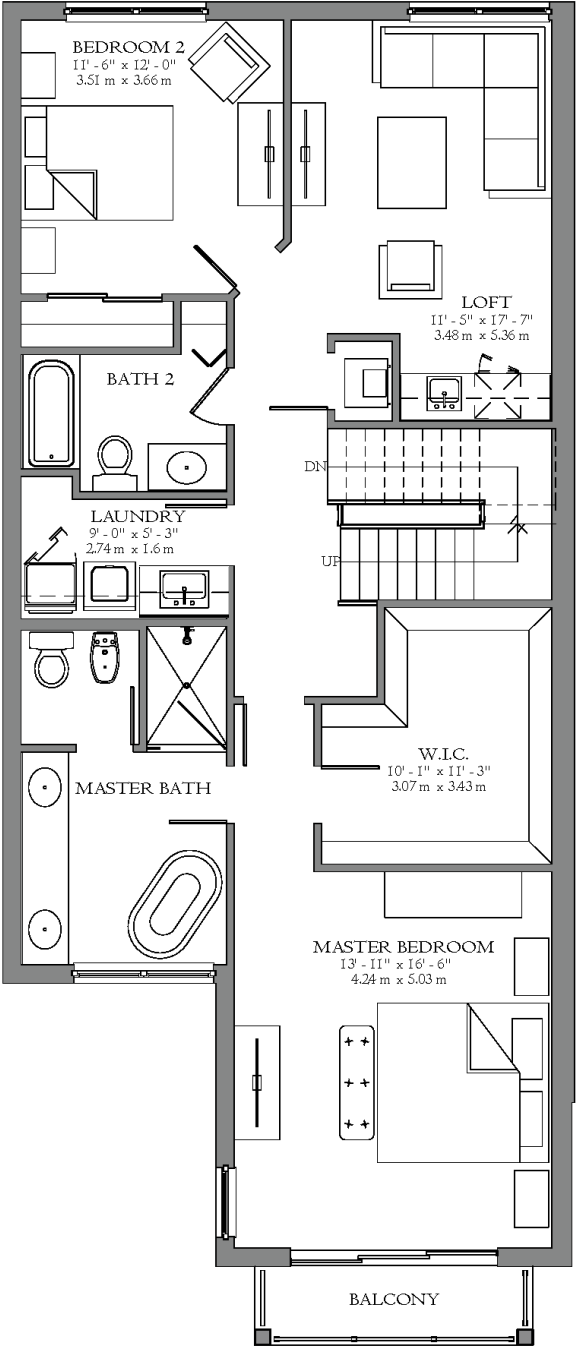 BEDROOM 2
11' - 6" x 12' - 0"
3.51 m x 3.66 m
LOFT
11' - 5" x 17' - 7"
3.48 m x 5.36 m
BATH 2
DN
LAUNDRY
9' - 0" x 5' - 3"
2.74 m x 1.6 m
UP
W.I.C.
10' - 1" x 11' - 3"
3.07 m x 3.43 m
MASTER BATH
MASTER BEDROOM
13' - 11" x 16' - 6"
4.24 m x 5.03 m
BALCONY